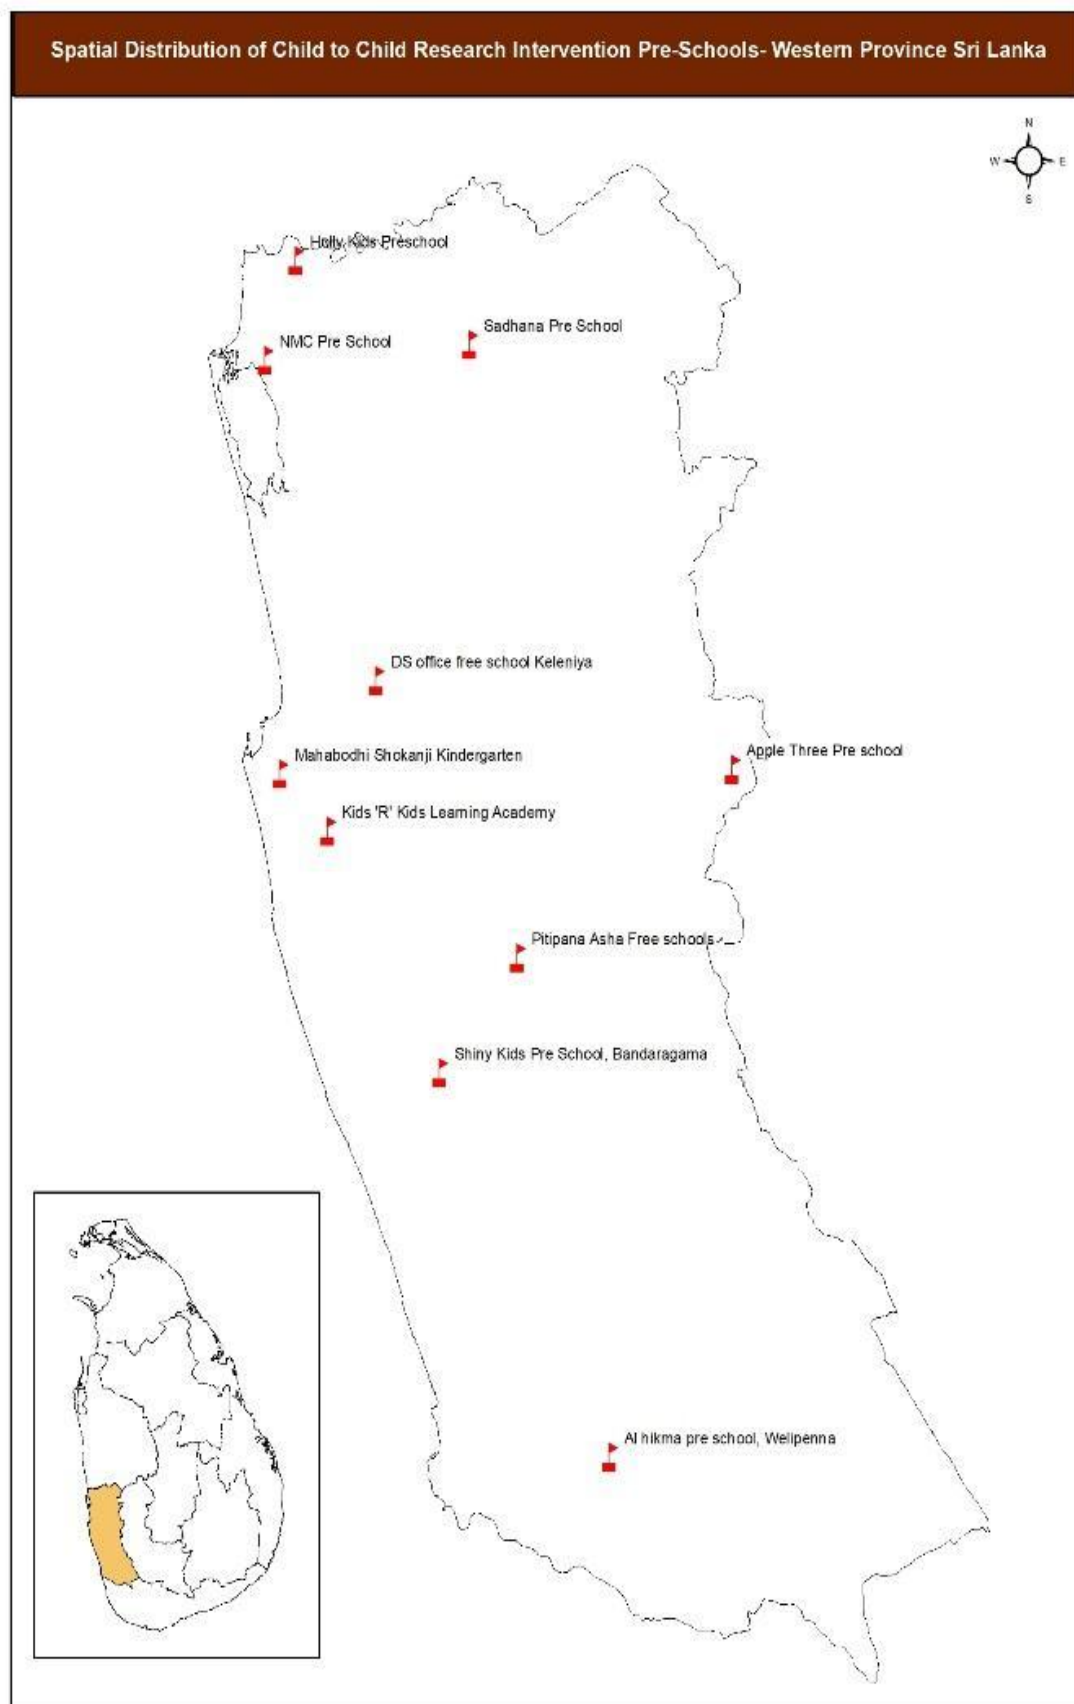 Spatial Distribution of Child to Child Research Intervention Pre-Schools- Western Province Sri Lanka
N
W E
S
Holly Kids Preschool
Sadhana Pre School
NMC Pre School
DS office free school Keleniya
Mahabodhi Shokanji Kindergarten
Apple Three Pre school
Kids 'R' Kids Learning Academy
Pitipana Asha Free schools
Shiny Kids Pre School, Bandaragama
Al hikma pre school, Welipenna